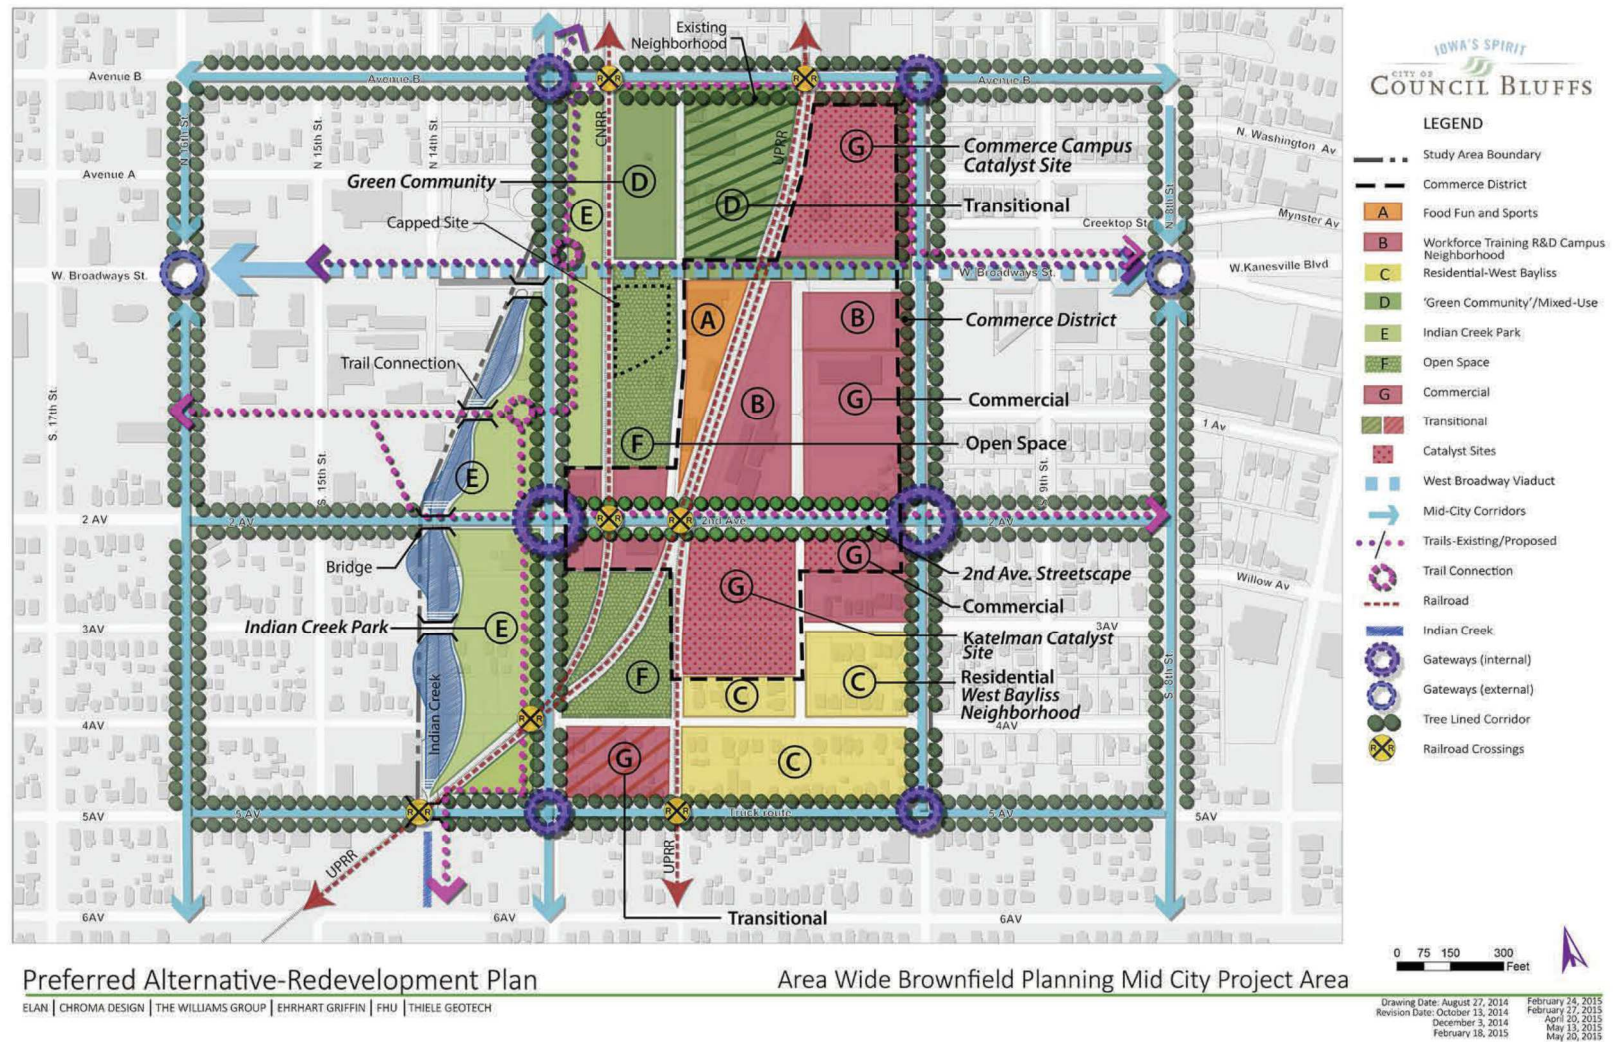 Existing
Neighborhood
Avenue B
Avenue B
Avenue B
N 16th St.
N 15th St.
N 14th St.
CNRR
UPRR
Avenue A
Green Community
Capped Site
D
E
D
G
Commerce Campus
Catalyst Site
Transitional
N. Washington Av
Mynster Av
Creektop St
N. 8th St.
W. Broadways St.
W. Broadways St.
W.Kanesville Blvd
A
B
Commerce District
Trail Connection
S. 17th St.
B
G
Commercial
1 Av
F
Open Space
E
S. 15th St.
S. 9th St.
2 AV
2 AV
R R
R R
2nd Ave
2 AV
Bridge
G
2nd Ave. Streetscape
Willow Av
G
Commercial
Indian Creek Park
E
3AV
3AV
Katelman Catalyst
Site
F
C
C
Residential
West Bayliss
Neighborhood
S. 8th St.
Indian Creek
4AV
4AV
G
C
5AV
5 AV
Truck route
5 AV
5AV
UPRR
UPRR
6AV
6AV
Transitional
6AV
IOWA'S SPIRIT
CITY OF
COUNCIL BLUFFS
LEGEND
Study Area Boundary
Commerce District
A Food Fun and Sports
B Workforce Training R&D Campus
Neighborhood
C Residential-West Bayliss
D 'Green Community'/Mixed-Use
E Indian Creek Park
F Open Space
G Commercial
Transitional
Catalyst Sites
West Broadway Viaduct
Mid-City Corridors
Trails-Existing/Proposed
Trail Connection
Railroad
Indian Creek
Gateways (internal)
Gateways (external)
Tree Lined Corridor
R R Railroad Crossings
0 75 150 300
Feet
Preferred Alternative-Redevelopment Plan
Area Wide Brownfield Planning Mid City Project Area
ELAN | CHROMA DESIGN | THE WILLIAMS GROUP | EHRHART GRIFFIN | FHU | THIELE GEOTECH
Drawing Date: August 27, 2014
Revision Date: October 13, 2014
December 3, 2014
February 18, 2015
February 24, 2015
February 27, 2015
April 20, 2015
May 13, 2015
May 20, 2015